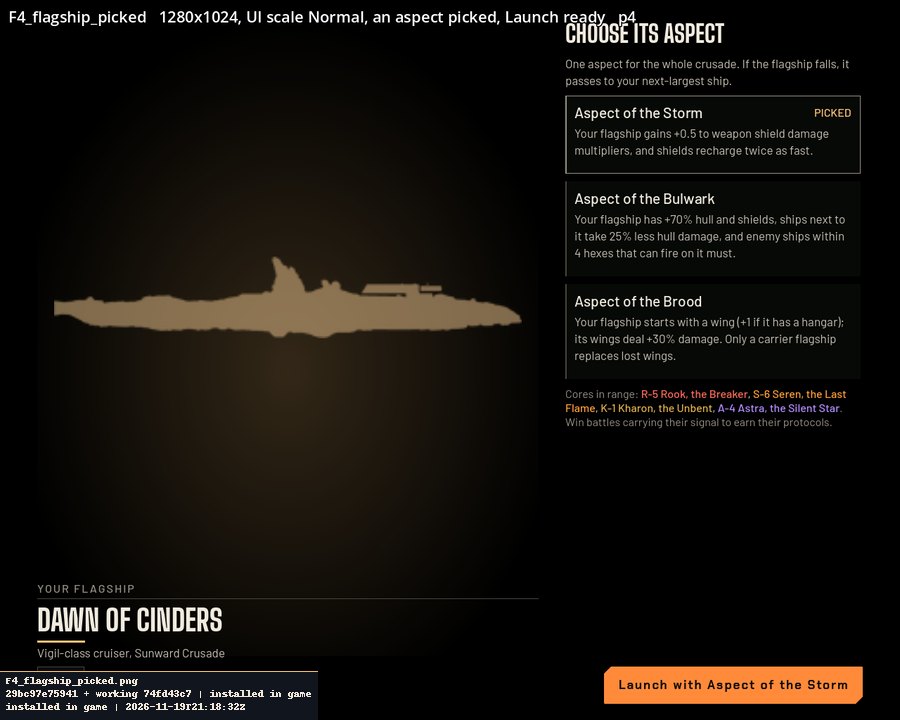 F4_flagship_picked 1280x1024, UI scale Normal, an aspect picked, Launch ready p4
CHOOSE ITS ASPECT
One aspect for the whole crusade. If the flagship falls, it
passes to your next-largest ship.
Aspect of the Storm PICKED
Your flagship gains +0.5 to weapon shield damage
multipliers, and shields recharge twice as fast.
Aspect of the Bulwark
Your flagship has +70% hull and shields, ships next to
it take 25% less hull damage, and enemy ships within
4 hexes that can fire on it must.
Aspect of the Brood
Your flagship starts with a wing (+1 if it has a hangar);
its wings deal +30% damage. Only a carrier flagship
replaces lost wings.
Cores in range: R-5 Rook, the Breaker, S-6 Seren, the Last
Flame, K-1 Kharon, the Unbent, A-4 Astra, the Silent Star.
Win battles carrying their signal to earn their protocols.
YOUR FLAGSHIP
DAWN OF CINDERS
Vigil-class cruiser, Sunward Crusade
F4_flagship_picked.png
29bc97e75941 + working 74fd43c7 | installed in game
installed in game | 2026-11-19T21:18:32Z
Launch with Aspect of the Storm